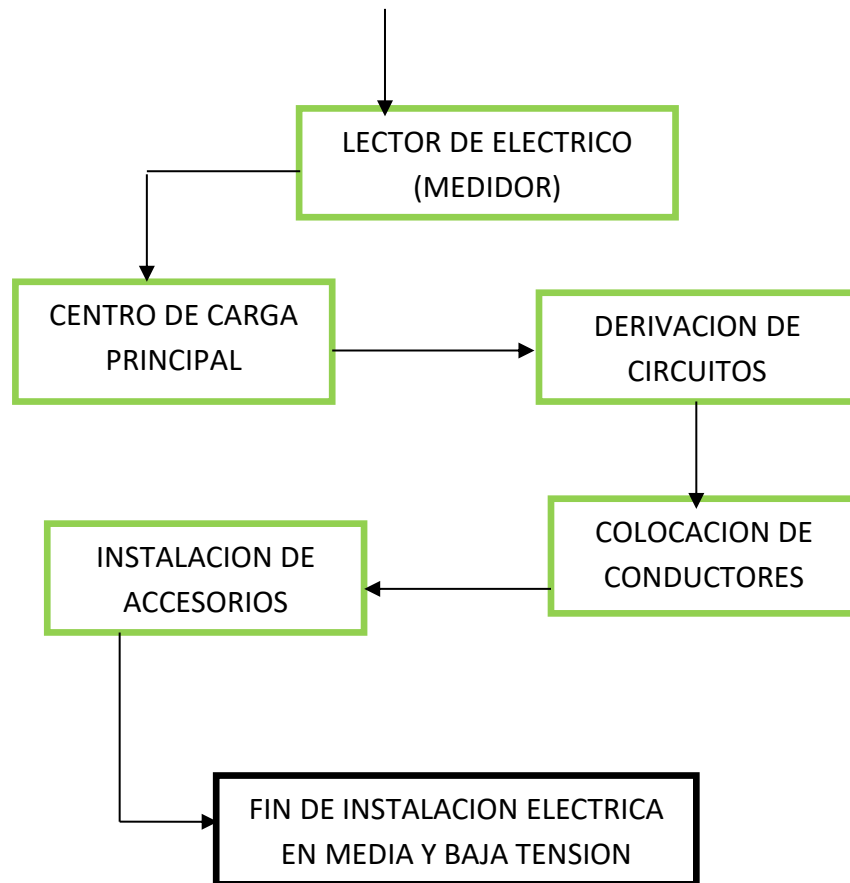 LECTOR DE ELECTRICO
(MEDIDOR)
CENTRO DE CARGA
PRINCIPAL
DERIVACION DE
CIRCUITOS
COLOCACION DE
CONDUCTORES
INSTALACION DE
ACCESORIOS
FIN DE INSTALACION ELECTRICA
EN MEDIA Y BAJA TENSION